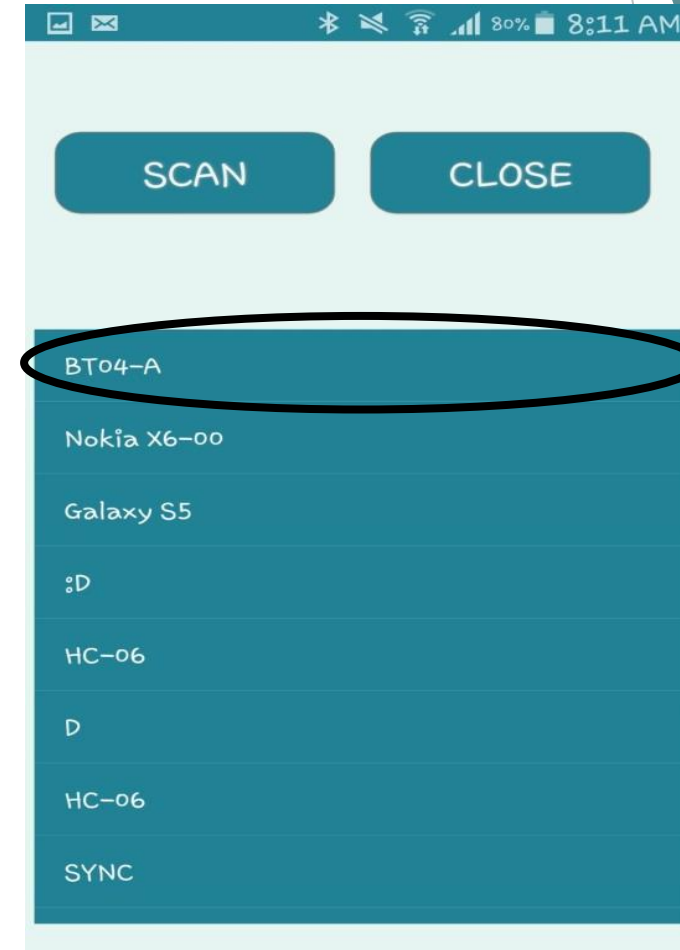 80% 8:11 AM
SCAN CLOSE
BT04-A
Nokia X6-00
Galaxy S5
:D
HC-06
D
HC-06
SYNC